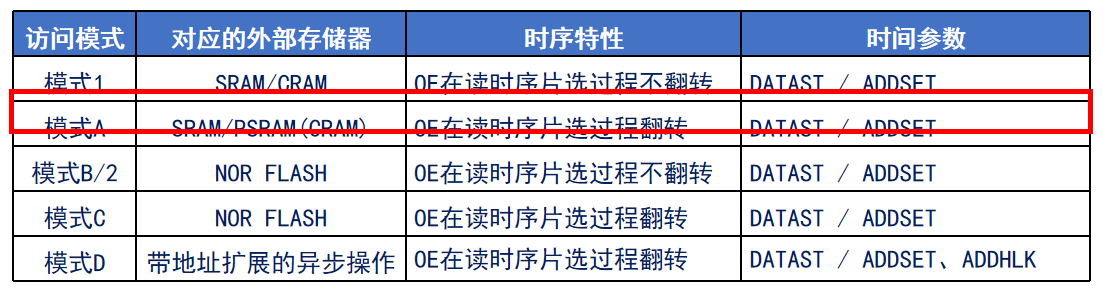 访问模式 对应的外部存储器 时序特性 时间参数
模式1 SRAM/CRAM OE在读时序片选过程不翻转 DATAST / ADDSET
模式A SRAM/PSRAM(CRAM) OE在读时序片选过程翻转 DATAST / ADDSET
模式B/2 NOR FLASH OE在读时序片选过程不翻转 DATAST / ADDSET
模式C NOR FLASH OE在读时序片选过程翻转 DATAST / ADDSET
模式D 带地址扩展的异步操作 OE在读时序片选过程翻转 DATAST / ADDSET、ADDHLK